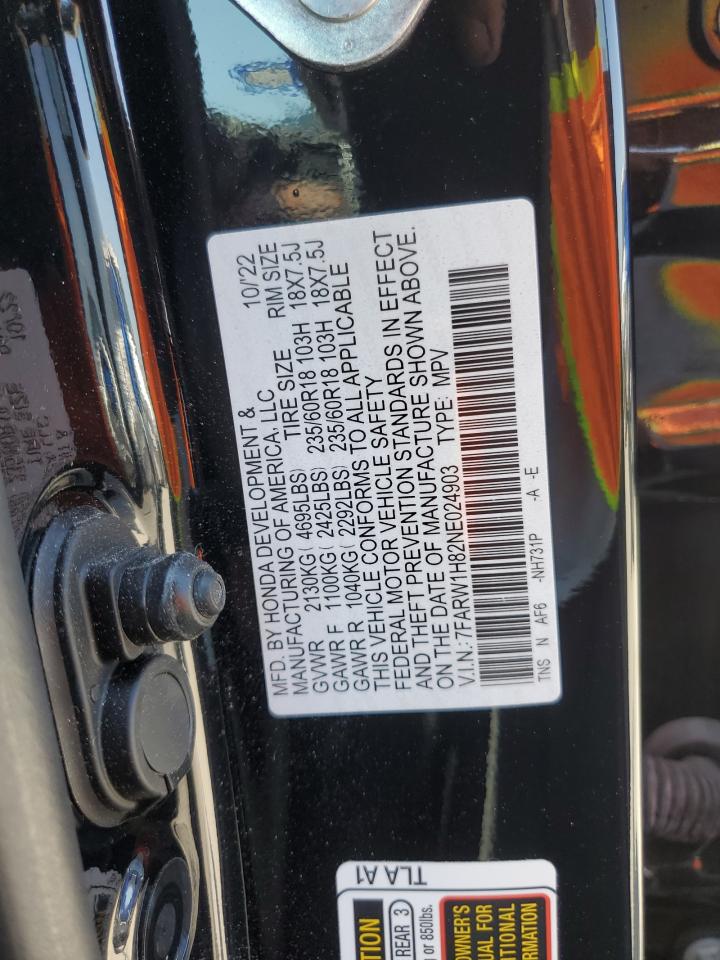 MFD. BY HONDA DEVELOPMENT & 10/'22
MANUFACTURING OF AMERICA, LLC TIRE SIZE RIM SIZE
GVWR 2130KG ( 4695LBS)
GAWR F 1100KG ( 2425LBS) 235/60R18 103H 18X7.5J
GAWR R 1040KG ( 2292LBS) 235/60R18 103H 18X7.5J
THIS VEHICLE CONFORMS TO ALL APPLICABLE
FEDERAL MOTOR VEHICLE SAFETY
AND THEFT PREVENTION STANDARDS IN EFFECT
ON THE DATE OF MANUFACTURE SHOWN ABOVE.
V.I.N.: 7FARW1H82NE024903 TYPE: MPV
TNS N AF6 -NH731P -A -E
TLA A1
REAR 3
or 850lbs.
OWNER'S
FOR